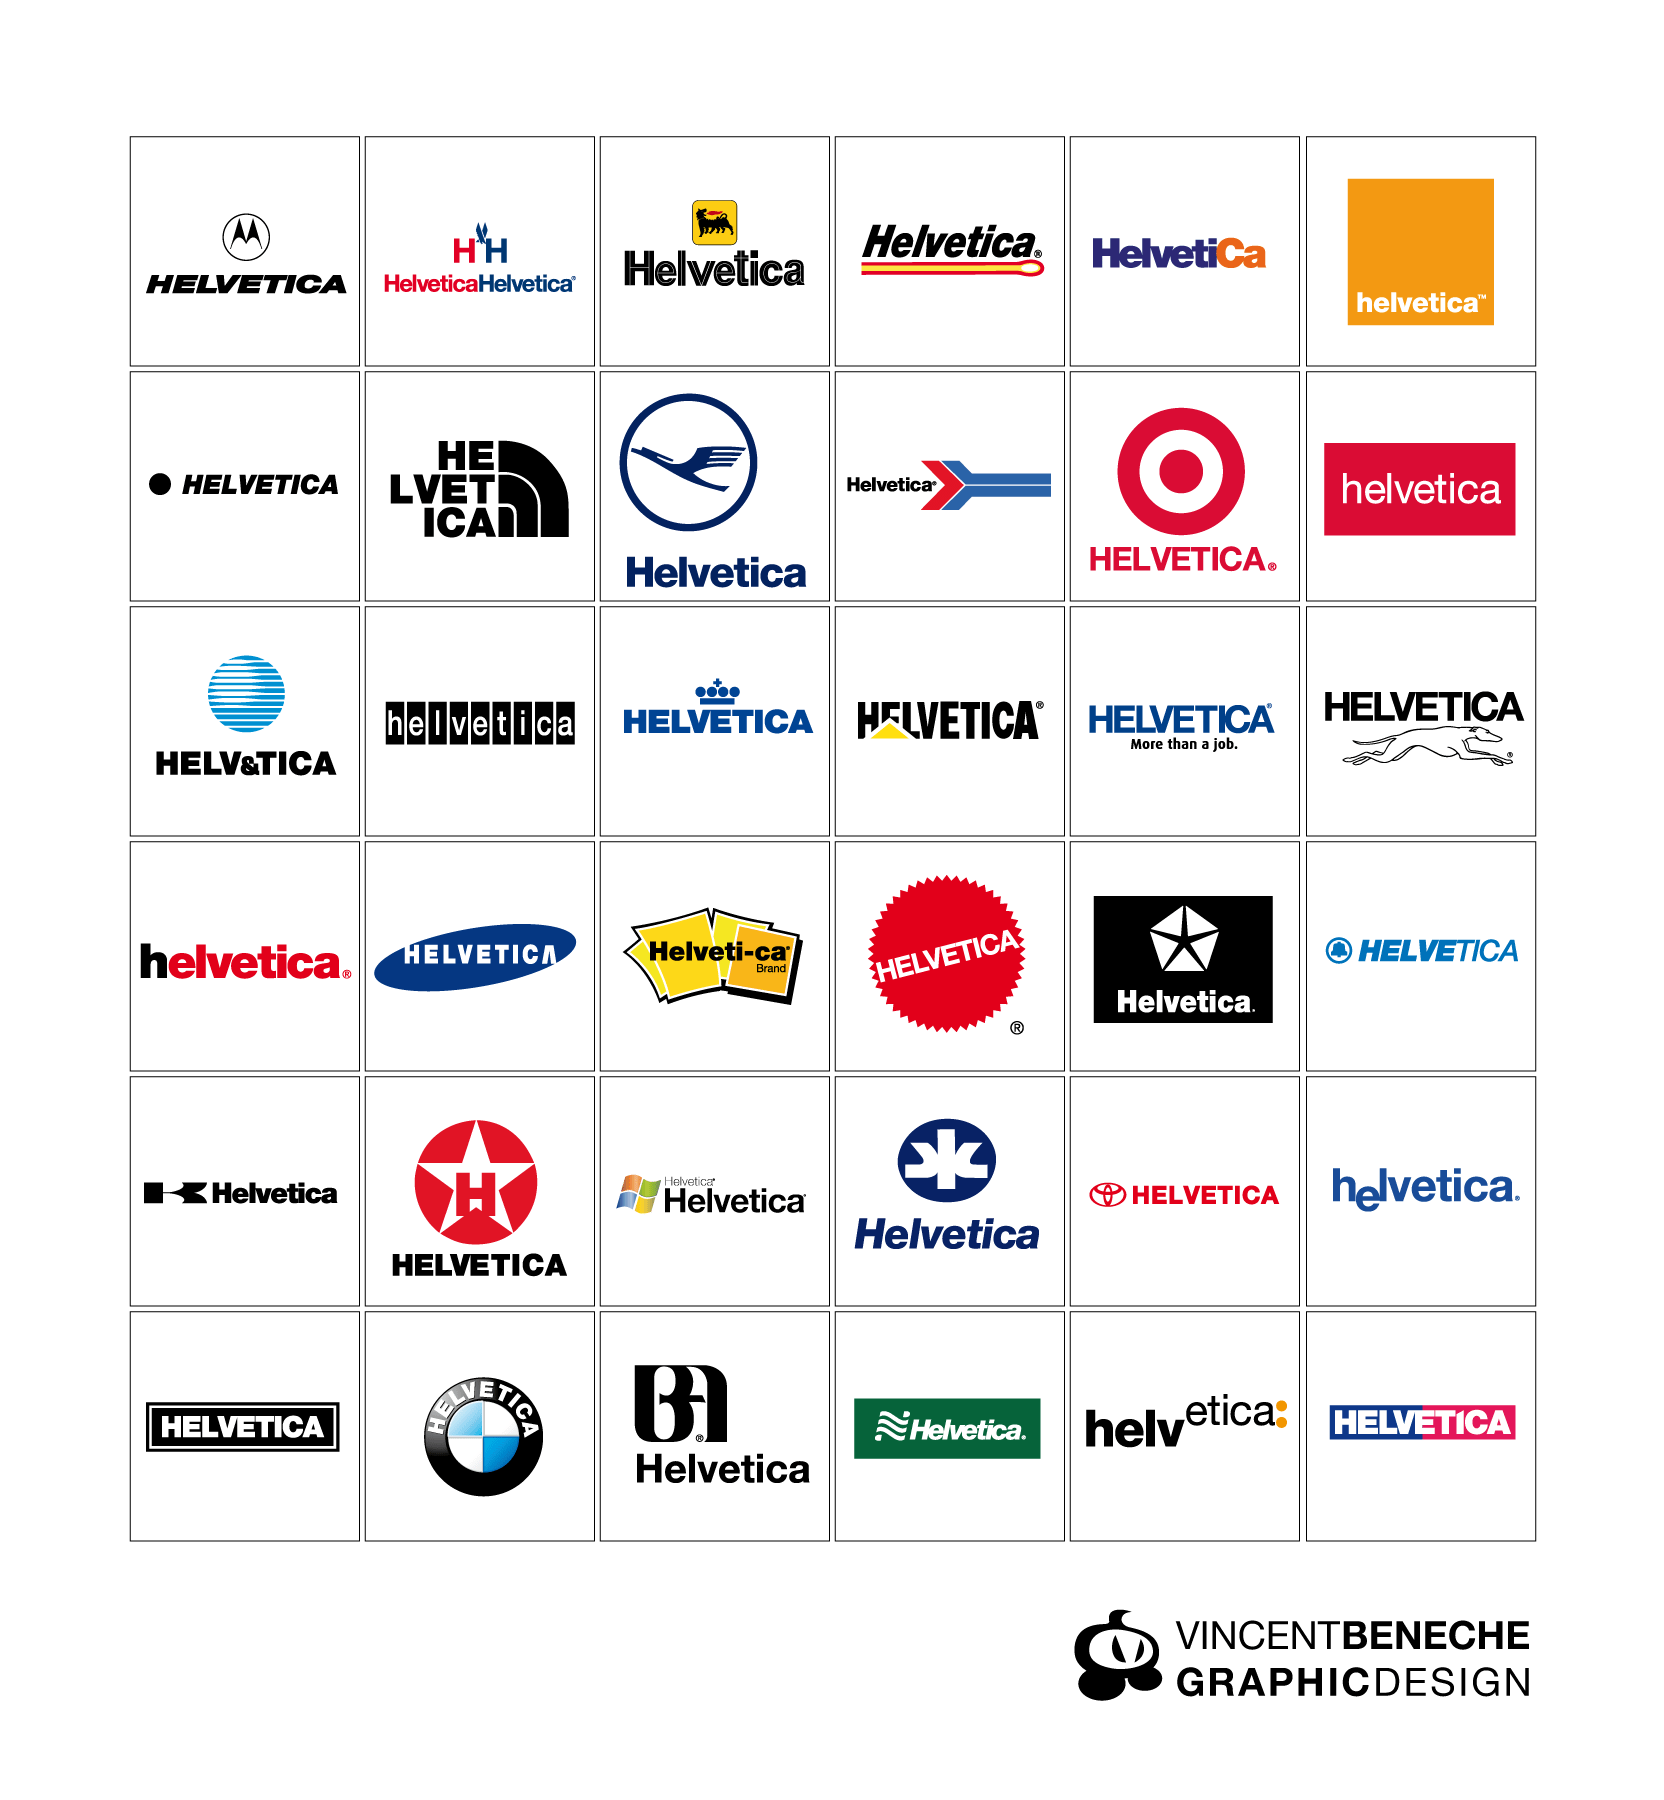 HELVETICA
H H
HelveticaHelvetica®
Helvetica
Helvetica®
HelvetiCa
helvetica™
HELVETICA
HE
LVET
ICA
Helvetica
Helvetica®
HELVETICA®
helvetica
HELV&TICA
helvetica
HELVETICA
HELVETICA®
HELVETICA®
More than a job.
HELVETICA
®
helvetica®
HELVETICA
Helveti-ca®
Brand
HELVETICA
®
Helvetica.
HELVETICA
Helvetica
H
HELVETICA
Helvetica®
Helvetica
Helvetica
HELVETICA
helvetica®
HELVETICA
HELVETICA
BA®
Helvetica
Helvetica®
helvetica:
HELVETICA
VINCENTBENECHE
GRAPHICDESIGN